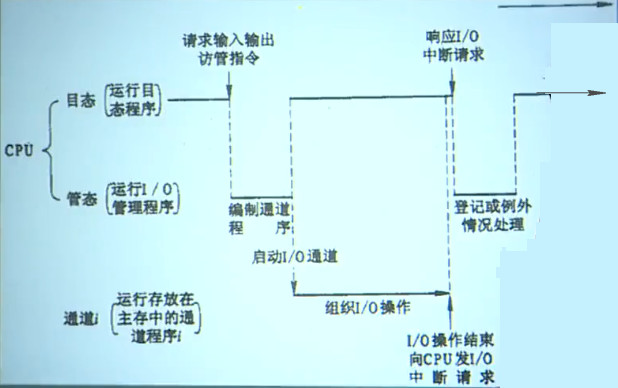 请求输入输出
访管指令
响应I/O
中断请求
目态
运行目
态程序
CPU
管态
运行I/O
管理程序
编制通道
程 序
登记或例外
情况处理
启动I/O通道
通道i
运行存放在
主存中的通
道程序i
组织I/O操作
I/O操作结束
向CPU发I/O
中断请求